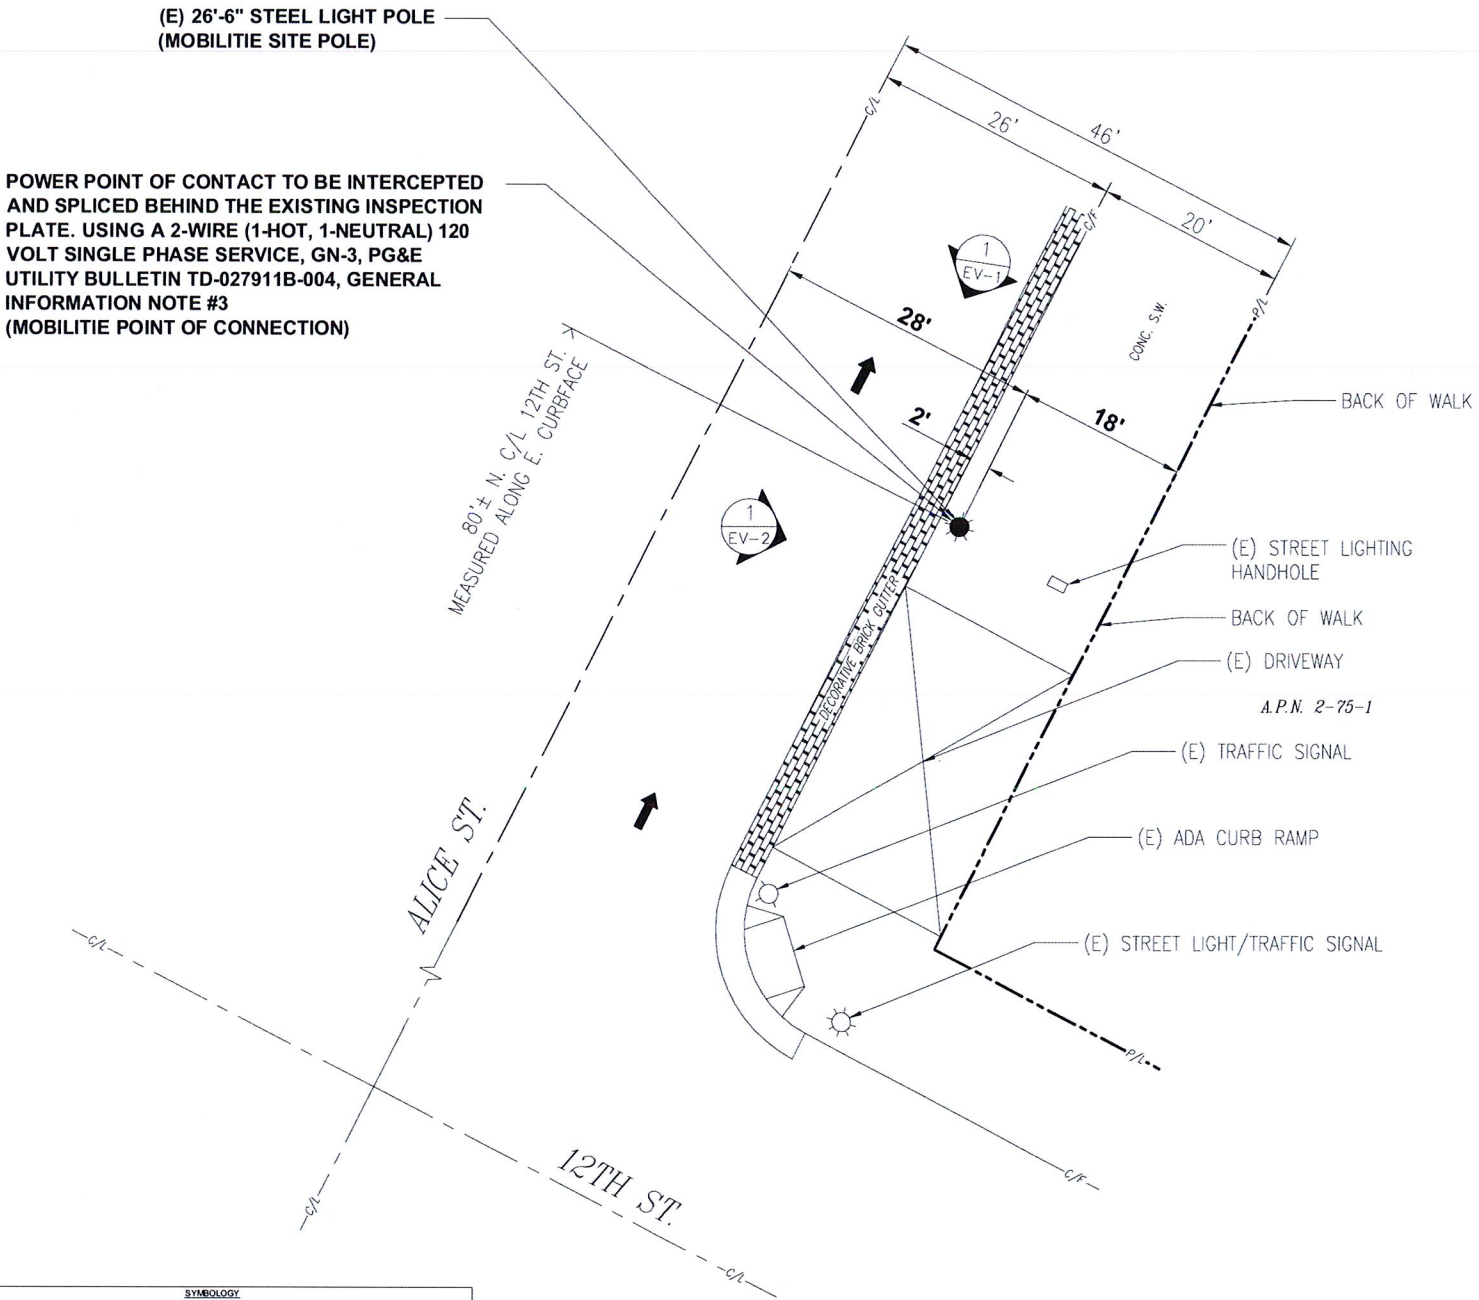 (E) 26'-6" STEEL LIGHT POLE
(MOBILITIE SITE POLE)
POWER POINT OF CONTACT TO BE INTERCEPTED
AND SPLICED BEHIND THE EXISTING INSPECTION
PLATE. USING A 2-WIRE (1-HOT, 1-NEUTRAL) 120
VOLT SINGLE PHASE SERVICE, GN-3, PG&E
UTILITY BULLETIN TD-027911B-004, GENERAL
INFORMATION NOTE #3
(MOBILITIE POINT OF CONNECTION)
C/L
26'
46'
20'
C/F
1
EV-1
P/L
CONC. S.W.
28'
2'
18'
BACK OF WALK
80'± N. C/L 12TH ST.
MEASURED ALONG E. CURBFACE
1
EV-2
(E) STREET LIGHTING
HANDHOLE
BACK OF WALK
DECORATIVE BRICK GUTTER
(E) DRIVEWAY
A.P.N. 2-75-1
(E) TRAFFIC SIGNAL
(E) ADA CURB RAMP
ALICE ST.
C/L
(E) STREET LIGHT/TRAFFIC SIGNAL
P/L
12TH ST.
C/F
C/L
C/L
SYMBOLOGY